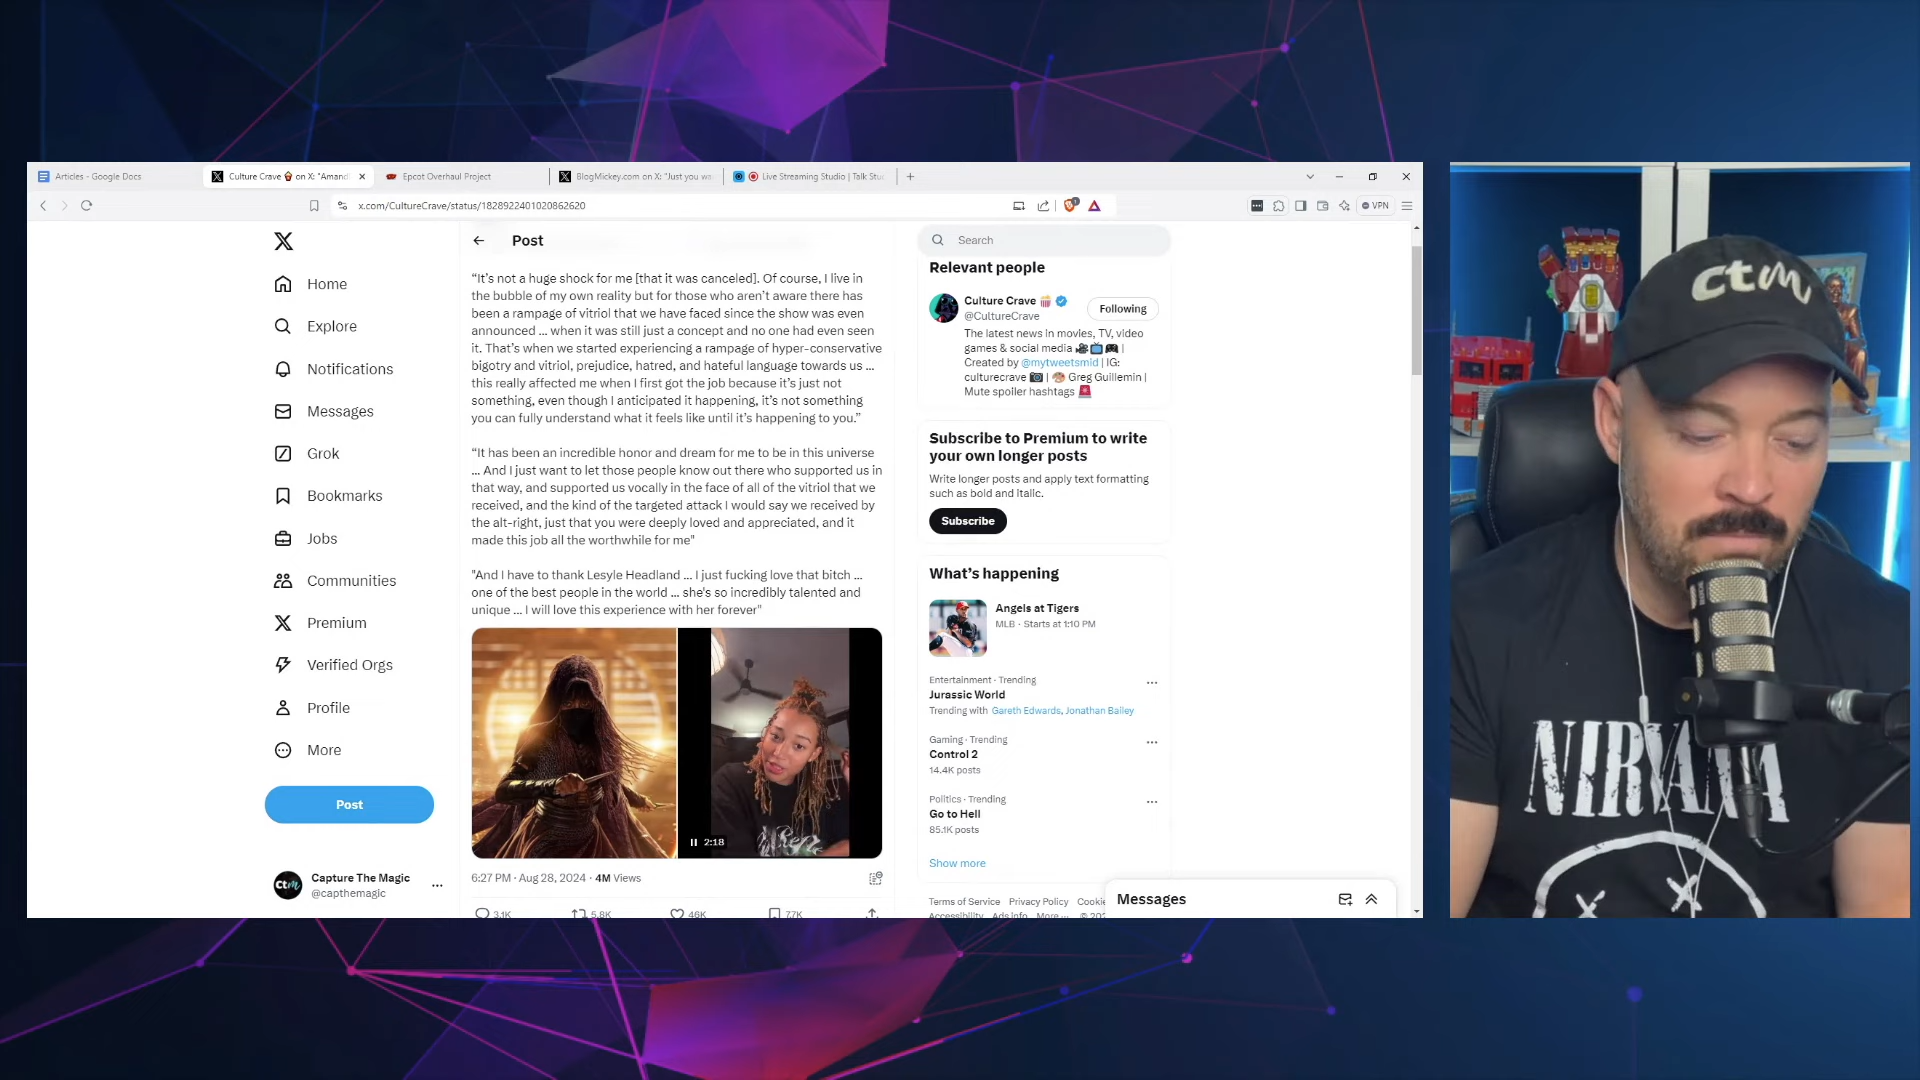 Articles - Google Docs
Culture Crave 🍿 on X: "Amand
Epcot Overhaul Project
BlogMickey.com on X: "Just you wa
Live Streaming Studio | Talk Stu
x.com/CultureCrave/status/1828922401020862620
VPN
Home
Explore
Notifications
Messages
Grok
Bookmarks
Jobs
Communities
Premium
Verified Orgs
Profile
More
Post
Capture The Magic
@capthemagic
Post
“It’s not a huge shock for me [that it was canceled]. Of course, I live in
the bubble of my own reality but for those who aren’t aware there has
been a rampage of vitriol that we have faced since the show was even
announced ... when it was still just a concept and no one had even seen
it. That’s when we started experiencing a rampage of hyper-conservative
bigotry and vitriol, prejudice, hatred, and hateful language towards us ...
this really affected me when I first got the job because it’s just not
something, even though I anticipated it happening, it’s not something
you can fully understand what it feels like until it’s happening to you.”
“It has been an incredible honor and dream for me to be in this universe
... And I just want to let those people know out there who supported us in
that way, and supported us vocally in the face of all of the vitriol that we
received, and the kind of the targeted attack I would say we received by
the alt-right, just that you were deeply loved and appreciated, and it
made this job all the worthwhile for me"
"And I have to thank Lesyle Headland ... I just fucking love that bitch ...
one of the best people in the world ... she's so incredibly talented and
unique ... I will love this experience with her forever"
2:18
6:27 PM · Aug 28, 2024 · 4M Views
3.1K 5.8K 46K 7.7K
Search
Relevant people
Culture Crave 🍿
@CultureCrave
Following
The latest news in movies, TV, video
games & social media 🎥📺🎮 |
Created by @mytweetsmid | IG:
culturecrave 📷 | 🎨 Greg Guillemin |
Mute spoiler hashtags 🚨
Subscribe to Premium to write
your own longer posts
Write longer posts and apply text formatting
such as bold and italic.
Subscribe
What’s happening
Angels at Tigers
MLB · Starts at 1:10 PM
Entertainment · Trending
Jurassic World
Trending with Gareth Edwards, Jonathan Bailey
Gaming · Trending
Control 2
14.4K posts
Politics · Trending
Go to Hell
85.1K posts
Show more
Terms of Service Privacy Policy Cookie
Accessibility Ads info More ... © 202
Messages
ctm
NIRVANA